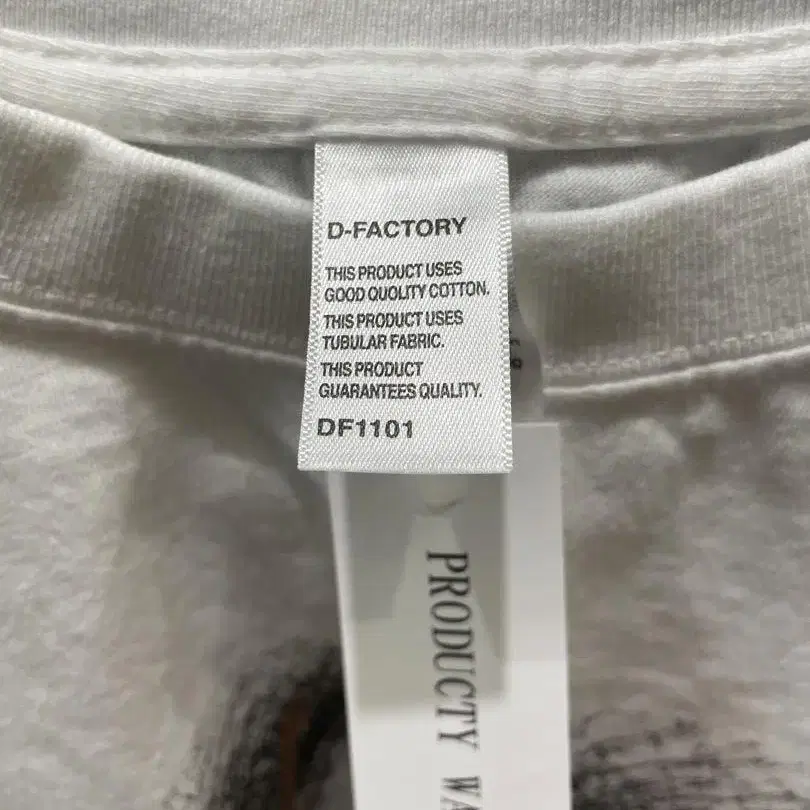 D-FACTORY
THIS PRODUCT USES
GOOD QUOLITY COTTON.
THIS PRODUCT USES
TUBULAR FABRIC.
THIS PRODUCT
GUARANTEES QUALITY.
DF1101
PRODUCTY